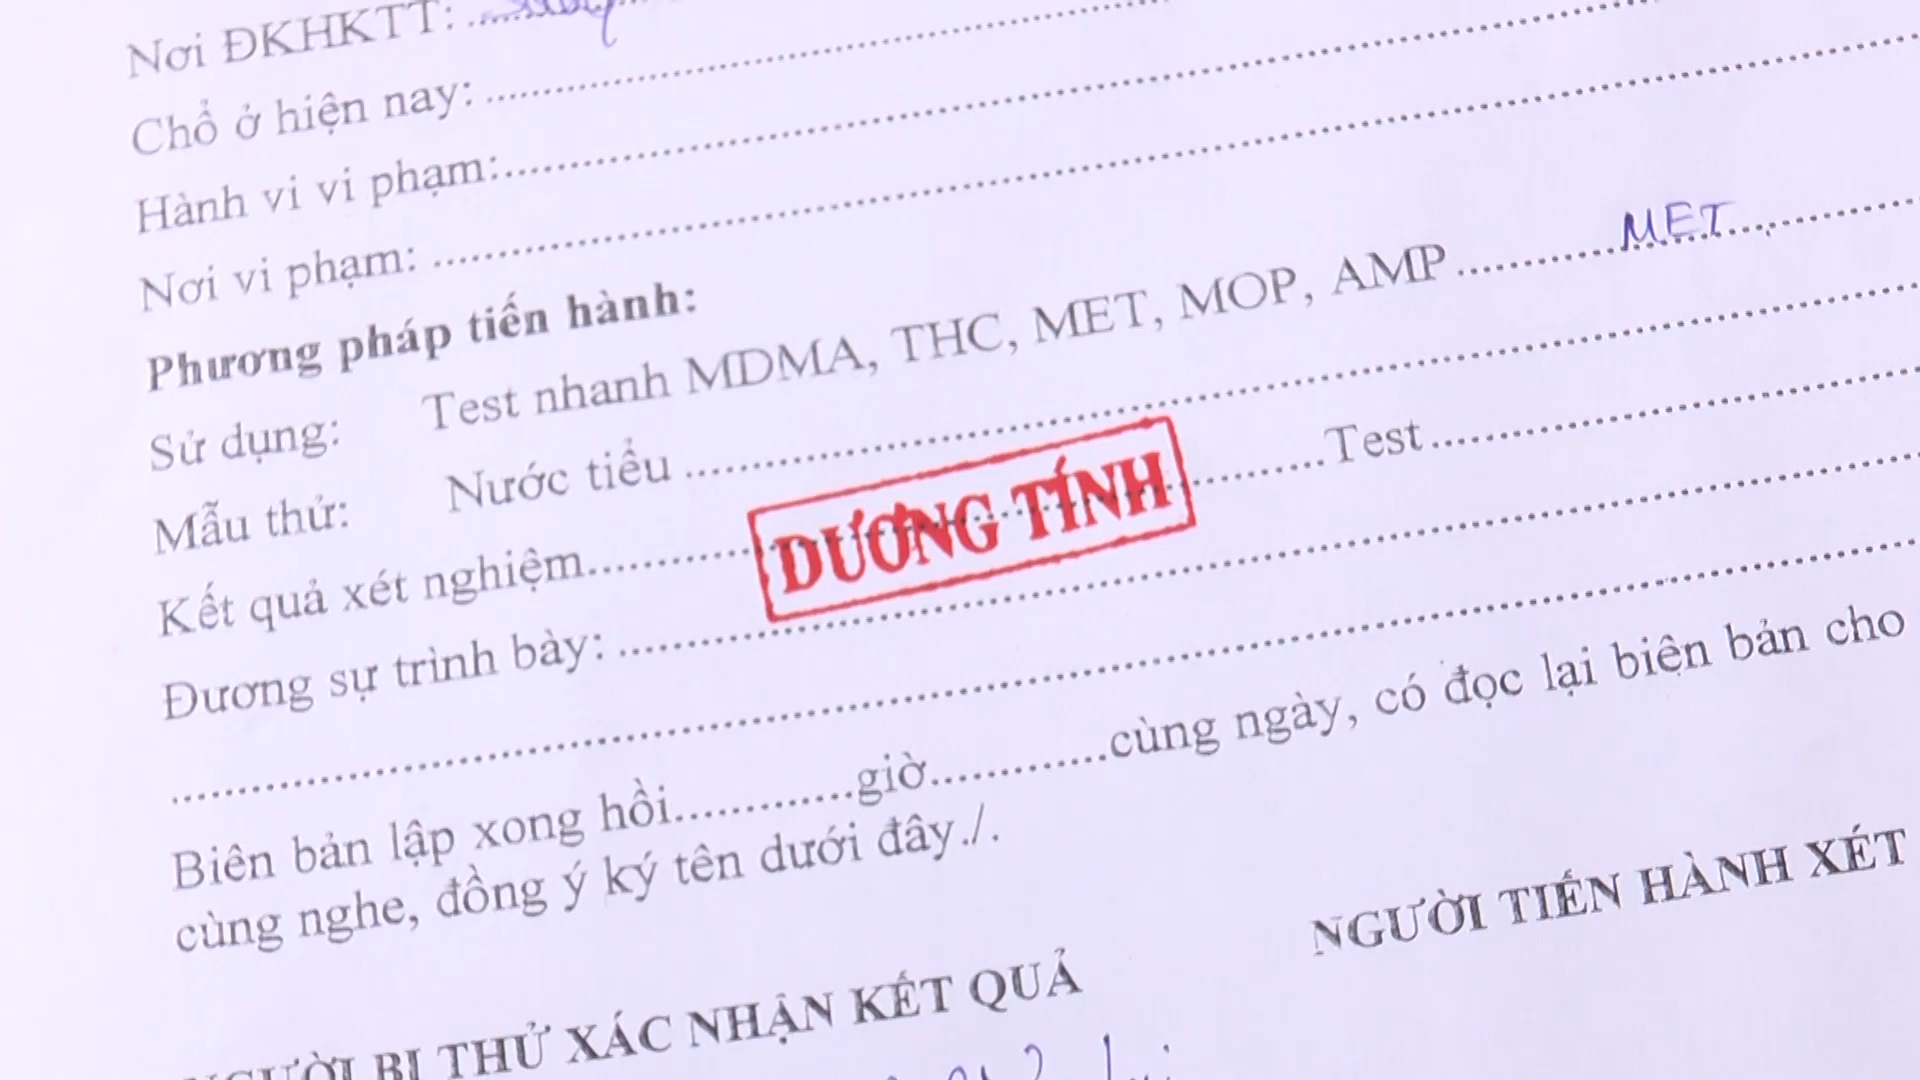 Nơi ĐKHKTT:
Chổ ở hiện nay:
Hành vi vi phạm:
Nơi vi phạm:
Phương pháp tiến hành:
Sử dụng: Test nhanh MDMA, THC, MET, MOP, AMP MET
Mẫu thử: Nước tiểu
Kết quả xét nghiệm DƯƠNG TÍNH Test
Đương sự trình bày:
Biên bản lập xong hồi giờ cùng ngày, có đọc lại biên bản cho
cùng nghe, đồng ý ký tên dưới đây./.
NGƯỜI TIẾN HÀNH XÉT
NGƯỜI BỊ THỬ XÁC NHẬN KẾT QUẢ